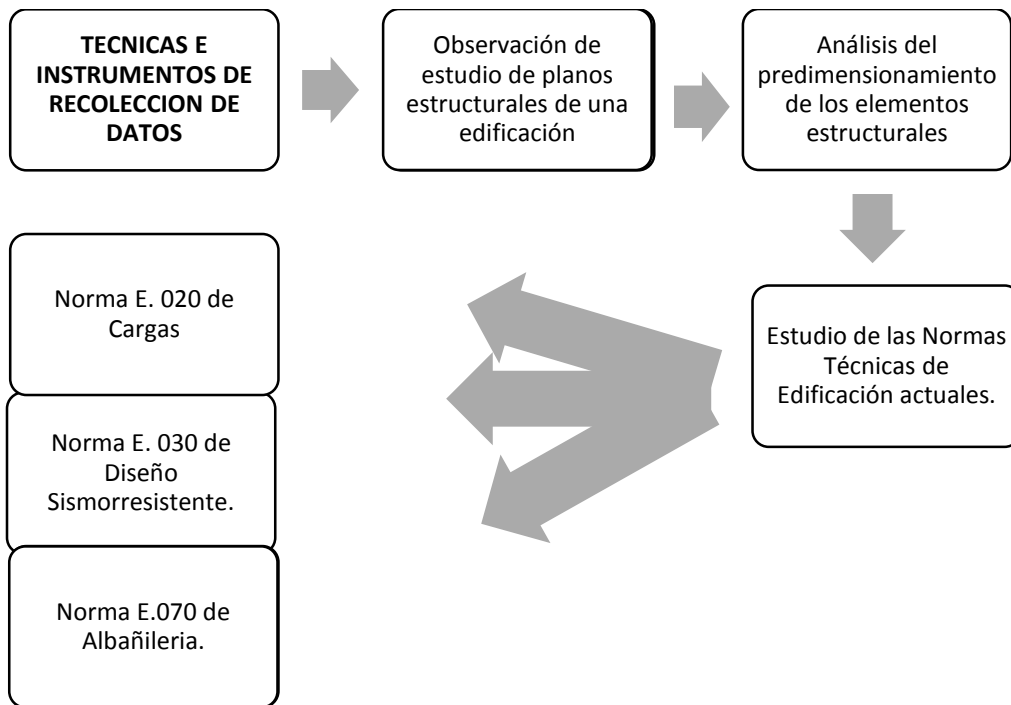 TECNICAS E
INSTRUMENTOS DE
RECOLECCION DE
DATOS
Observación de
estudio de planos
estructurales de una
edificación
Análisis del
predimensionamiento
de los elementos
estructurales
Estudio de las Normas
Técnicas de
Edificación actuales.
Norma E. 020 de
Cargas
Norma E. 030 de
Diseño
Sismorresistente.
Norma E.070 de
Albañileria.